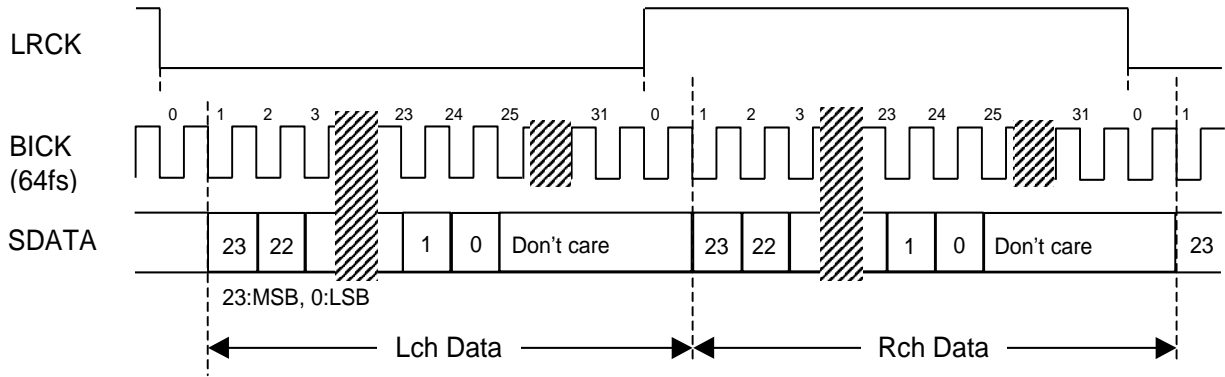 LRCK
0 1 2 3 23 24 25 31 0 1 2 3 23 24 25 31 0 1
BICK
(64fs)
SDATA
23 22 1 0 Don't care 23 22 1 0 Don't care 23
23:MSB, 0:LSB
Lch Data Rch Data